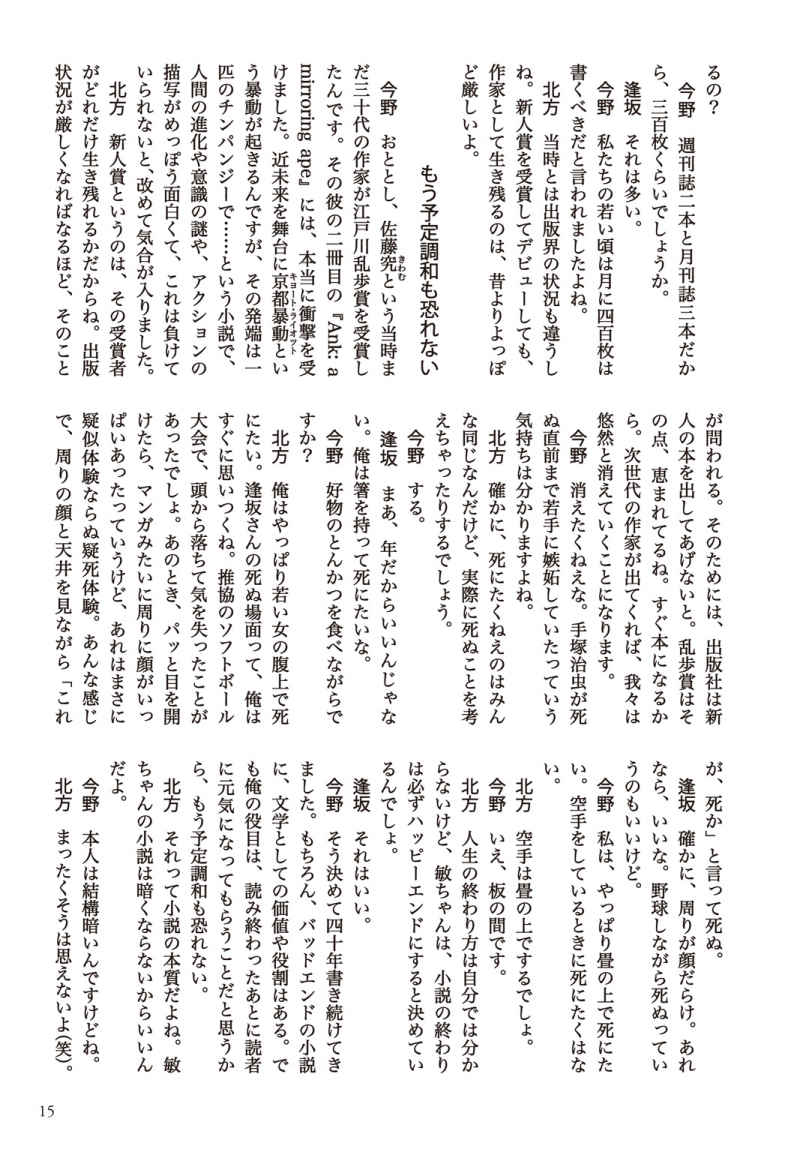 るの？
今野　週刊誌二本と月刊誌三本だか
ら、三百枚くらいでしょうか。
逢坂　それは多い。
今野　私たちの若い頃は月に四百枚は
書くべきだと言われましたよね。
北方　当時とは出版界の状況も違うし
ね。新人賞を受賞してデビューしても、
作家として生き残るのは、昔よりよっぽ
ど厳しいよ。
もう予定調和も恐れない
今野　おととし、佐藤究という当時ま
きわむ
だ三十代の作家が江戸川乱歩賞を受賞し
たんです。その彼の二冊目の『Ank: a
mirroring ape』には、本当に衝撃を受
けました。近未来を舞台に京都暴動とい
キョート・ライオット
う暴動が起きるんですが、その発端は一
匹のチンパンジーで……という小説で、
人間の進化や意識の謎や、アクションの
描写がめっぽう面白くて、これは負けて
いられないと、改めて気合が入りました。
北方　新人賞というのは、その受賞者
がどれだけ生き残れるかだからね。出版
状況が厳しくなればなるほど、そのこと
が問われる。そのためには、出版社は新
人の本を出してあげないと。乱歩賞はそ
の点、恵まれてるね。すぐ本になるか
ら。次世代の作家が出てくれば、我々は
悠然と消えていくことになります。
今野　消えたくねえな。手塚治虫が死
ぬ直前まで若手に嫉妬していたっていう
気持ちは分かりますよね。
北方　確かに、死にたくねえのはみん
な同じなんだけど、実際に死ぬことを考
えちゃったりするでしょう。
今野　する。
逢坂　まあ、年だからいいんじゃな
い。俺は箸を持って死にたいな。
今野　好物のとんかつを食べながらで
すか？
北方　俺はやっぱり若い女の腹上で死
にたい。逢坂さんの死ぬ場面って、俺は
すぐに思いつくね。推協のソフトボール
大会で、頭から落ちて気を失ったことが
あったでしょ。あのとき、パッと目を開
けたら、マンガみたいに周りに顔がいっ
ぱいあったっていうけど、あれはまさに
疑似体験ならぬ疑死体験。あんな感じ
で、周りの顔と天井を見ながら「これ
が、死か」と言って死ぬ。
逢坂　確かに、周りが顔だらけ。あれ
なら、いいな。野球しながら死ぬってい
うのもいいけど。
今野　私は、やっぱり畳の上で死にた
い。空手をしているときに死にたくはな
い。
北方　空手は畳の上でするでしょ。
今野　いえ、板の間です。
北方　人生の終わり方は自分では分か
らないけど、敏ちゃんは、小説の終わり
は必ずハッピーエンドにすると決めてい
るんでしょ。
逢坂　それはいい。
今野　そう決めて四十年書き続けてき
ました。もちろん、バッドエンドの小説
に、文学としての価値や役割はある。で
も俺の役目は、読み終わったあとに読者
に元気になってもらうことだと思うか
ら、もう予定調和も恐れない。
北方　それって小説の本質だよね。敏
ちゃんの小説は暗くならないからいいん
だよ。
今野　本人は結構暗いんですけどね。
北方　まったくそうは思えないよ（笑）。
15